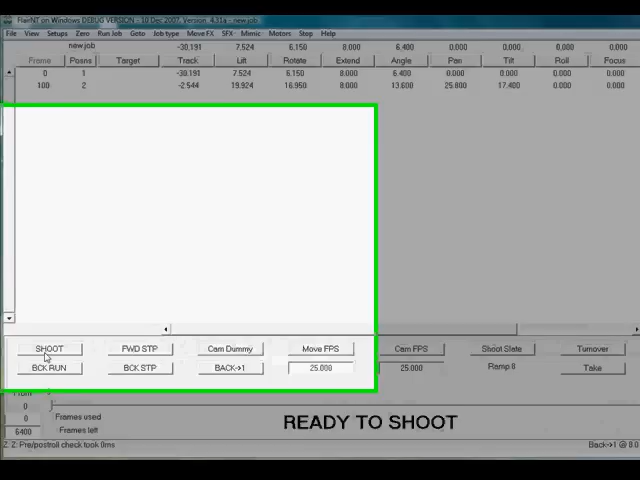 FlairNT on Windows DEBUG VERSION - 10 Dec 2007, Version 4.31a - new.job
File View Setups Zero Run Job Goto Job type Move FX SFX Mimic Motors Stop Help
new.job -30.191 7.524 6.150 8.000 6.400 0.000 0.000 0.000 0.000
Frame Posns Target Track Lift Rotate Extend Angle Pan Tilt Roll Focus
0 1 -30.191 7.524 6.150 8.000 6.400 0.000 0.000 0.000 0.000
100 2 -2.544 19.924 16.950 8.000 13.600 25.800 17.400 0.000 0.000
SHOOT FWD STP Cam Dummy Move FPS Cam FPS Shoot Slate Turnover
BCK RUN BCK STP BACK->1 25.000 25.000 Ramp 8 Take
0
0 Frames used
6400 Frames left
READY TO SHOOT
Z: Z: Pre/postroll check took 0ms Back->1 @ 8.0